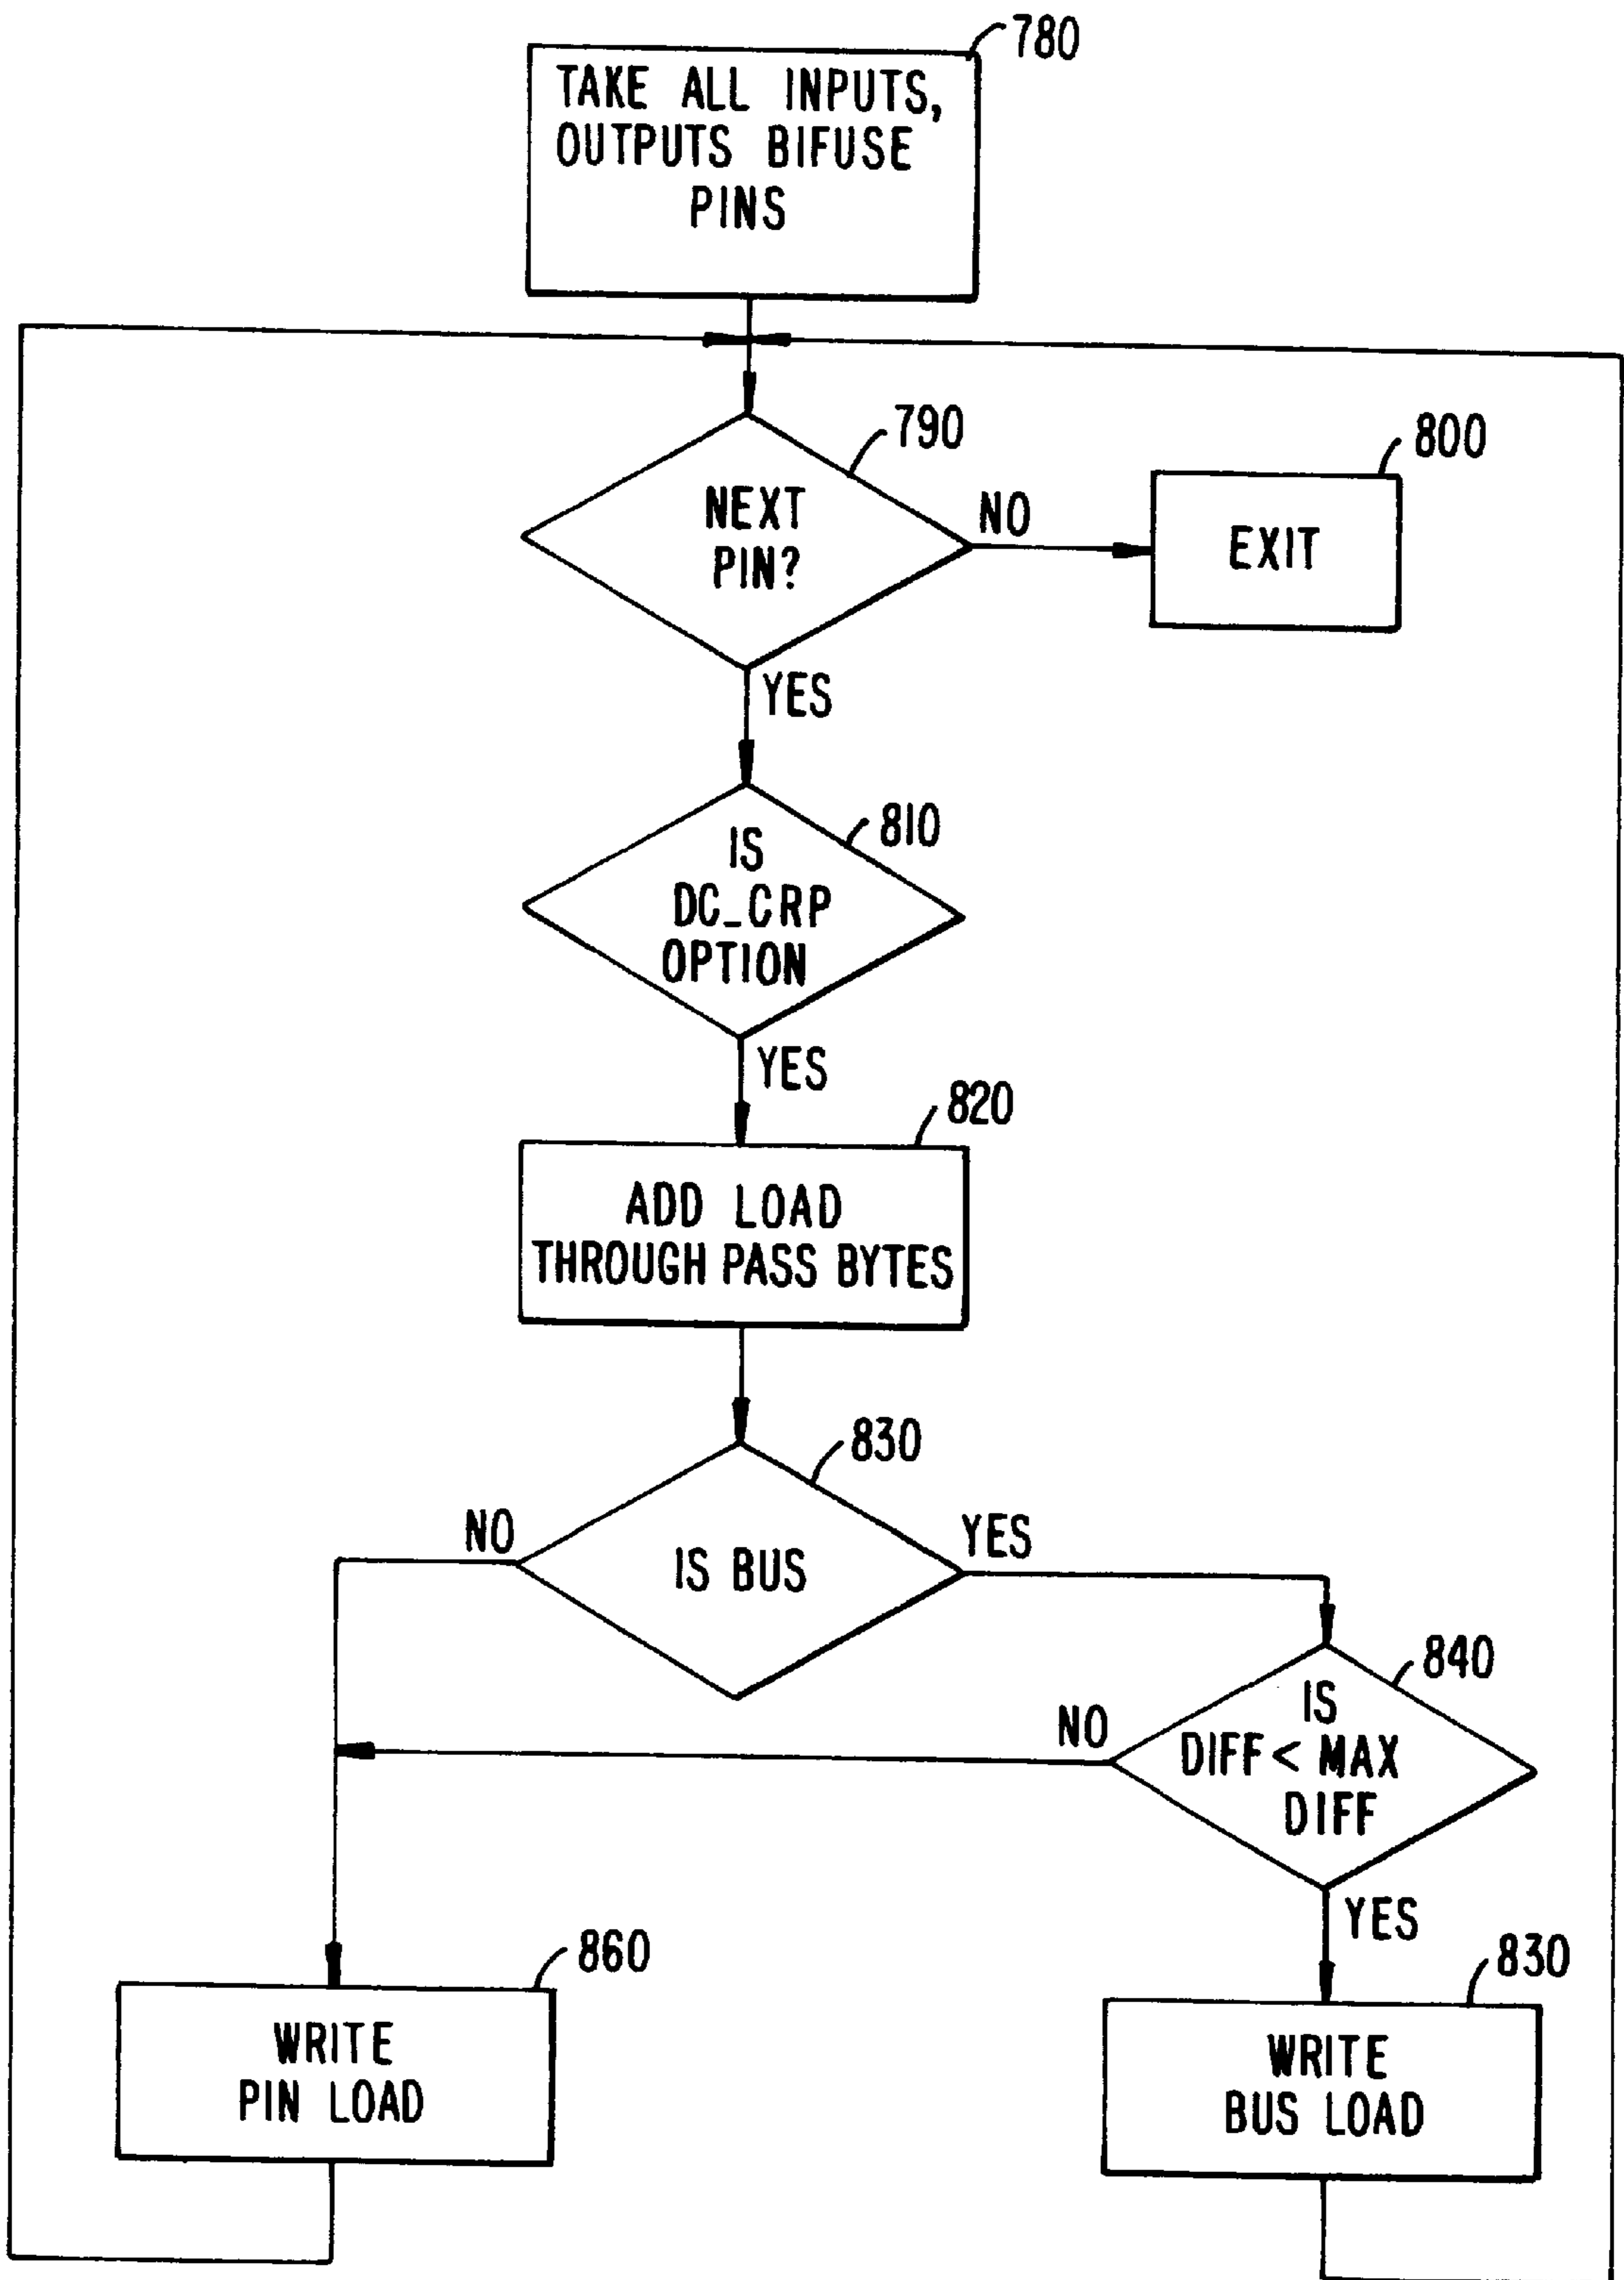 780
TAKE ALL INPUTS,
OUTPUTS BIFUSE
PINS
790
NEXT
PIN?
NO
800
EXIT
YES
810
IS
DC_CRP
OPTION
YES
820
ADD LOAD
THROUGH PASS BYTES
830
NO
IS BUS
YES
840
NO
IS
DIFF < MAX
DIFF
YES
860
WRITE
PIN LOAD
830
WRITE
BUS LOAD